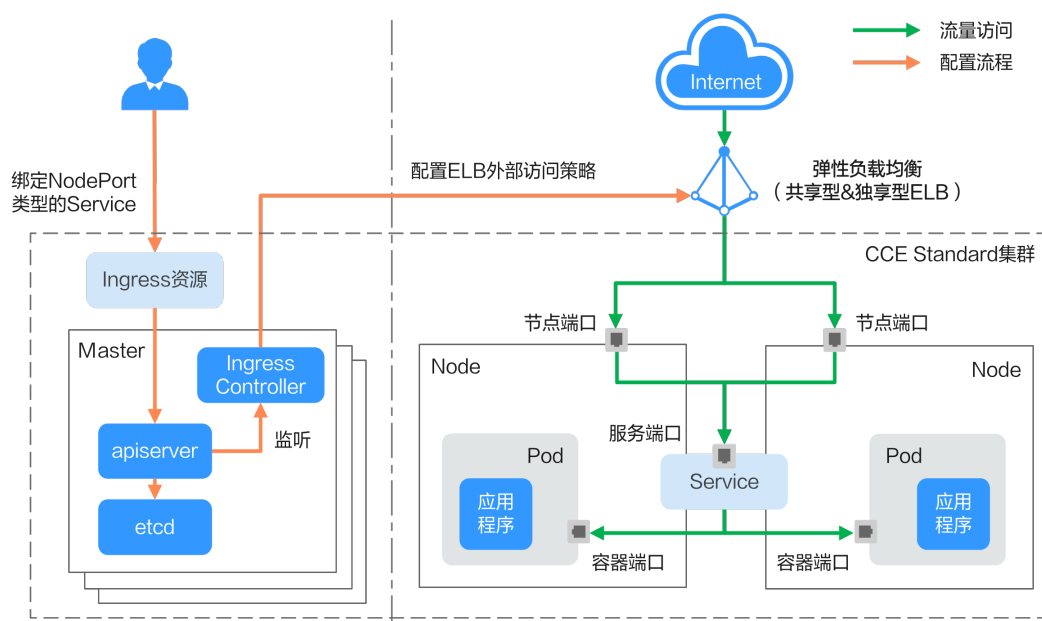 流量访问
配置流程
Internet
绑定NodePort
类型的Service
配置ELB外部访问策略
弹性负载均衡
（共享型&独享型ELB）
CCE Standard集群
Ingress资源
节点端口
节点端口
Master
Ingress
Controller
Node
Node
监听
apiserver
服务端口
Pod
Pod
Service
etcd
应用
程序
应用
程序
容器端口
容器端口